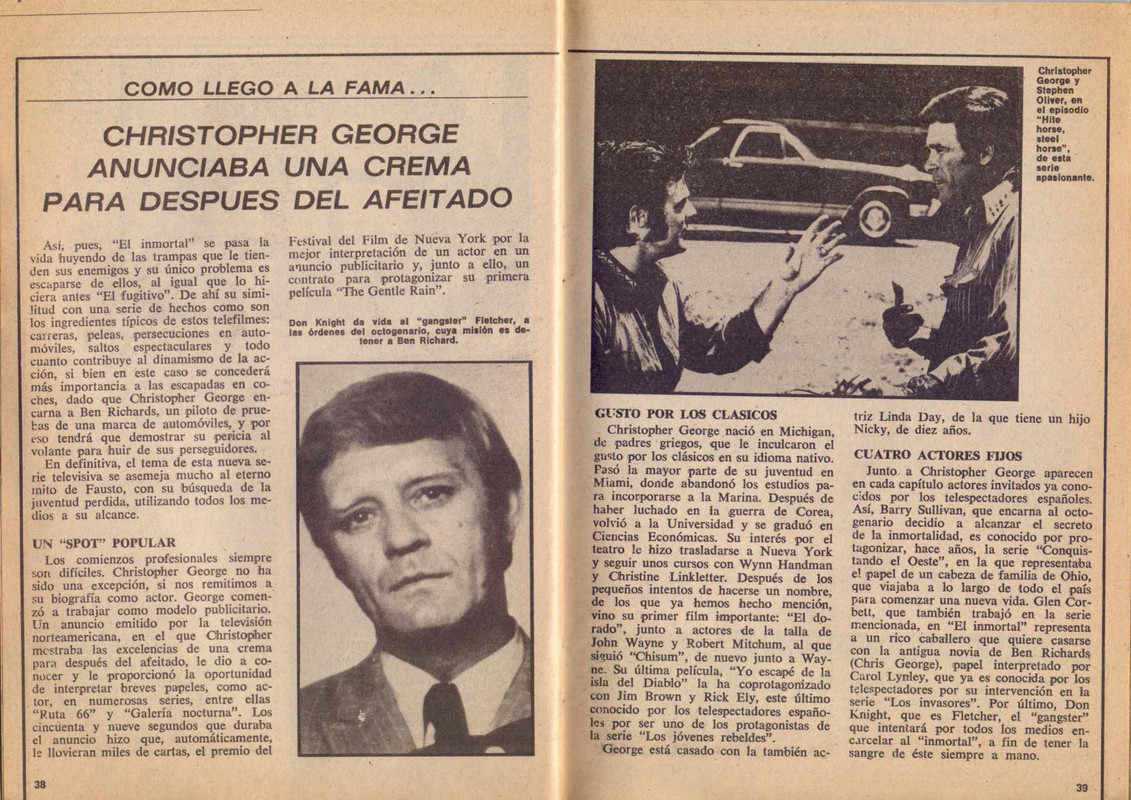 COMO LLEGO A LA FAMA...
CHRISTOPHER GEORGE
ANUNCIABA UNA CREMA
PARA DESPUES DEL AFEITADO
Así, pues, "El inmortal" se pasa la
vida huyendo de las trampas que le tien-
den sus enemigos y su único problema es
escaparse de ellos, al igual que lo hi-
ciera antes "El fugitivo". De ahí su simi-
litud con una serie de hechos como son
los ingredientes típicos de estos telefilmes:
carreras, peleas, persecuciones en auto-
móviles, saltos espectaculares y todo
cuanto contribuye al dinamismo de la ac-
ción, si bien en este caso se concederá
más importancia a las escapadas en co-
ches, dado que Christopher George en-
carna a Ben Richards, un piloto de prue-
bas de una marca de automóviles, y por
eso tendrá que demostrar su pericia al
volante para huir de sus perseguidores.
En definitiva, el tema de esta nueva se-
rie televisiva se asemeja mucho al eterno
mito de Fausto, con su búsqueda de la
juventud perdida, utilizando todos los me-
dios a su alcance.
UN "SPOT" POPULAR
Los comienzos profesionales siempre
son difíciles. Christopher George no ha
sido una excepción, si nos remitimos a
su biografía como actor. George comen-
zó a trabajar como modelo publicitario.
Un anuncio emitido por la televisión
norteamericana, en el que Christopher
mostraba las excelencias de una crema
para después del afeitado, le dio a co-
nocer y le proporcionó la oportunidad
de interpretar breves papeles, como ac-
tor, en numerosas series, entre ellas
"Ruta 66" y "Galería nocturna". Los
cincuenta y nueve segundos que duraba
el anuncio hizo que, automáticamente,
le llovieran miles de cartas, el premio del
Festival del Film de Nueva York por la
mejor interpretación de un actor en un
anuncio publicitario y, junto a ello, un
contrato para protagonizar su primera
película "The Gentle Rain".
Don Knight da vida al "gangster" Fletcher, a
las órdenes del octogenario, cuya misión es de-
tener a Ben Richard.
38
Christopher
George y
Stephen
Oliver, en
el episodio
"Hite
horse,
steel
horse",
de esta
serie
apasionante.
GUSTO POR LOS CLASICOS
Christopher George nació en Michigan,
de padres griegos, que le inculcaron el
gusto por los clásicos en su idioma nativo.
Pasó la mayor parte de su juventud en
Miami, donde abandonó los estudios pa-
ra incorporarse a la Marina. Después de
haber luchado en la guerra de Corea,
volvió a la Universidad y se graduó en
Ciencias Económicas. Su interés por el
teatro le hizo trasladarse a Nueva York
y seguir unos cursos con Wynn Handman
y Christine Linkletter. Después de los
pequeños intentos de hacerse un nombre,
de los que ya hemos hecho mención,
vino su primer film importante: "El do-
rado", junto a actores de la talla de
John Wayne y Robert Mitchum, al que
siguió "Chisum", de nuevo junto a Way-
ne. Su última película, "Yo escapé de la
isla del Diablo" la ha coprotagonizado
con Jim Brown y Rick Ely, este último
conocido por los telespectadores españo-
les por ser uno de los protagonistas de
la serie "Los jóvenes rebeldes".
George está casado con la también ac-
triz Linda Day, de la que tiene un hijo
Nicky, de diez años.
CUATRO ACTORES FIJOS
Junto a Christopher George aparecen
en cada capítulo actores invitados ya cono-
cidos por los telespectadores españoles.
Así, Barry Sullivan, que encarna al octo-
genario decidio a alcanzar el secreto
de la inmortalidad, es conocido por pro-
tagonizar, hace años, la serie "Conquis-
tando el Oeste", en la que representaba
el papel de un cabeza de familia de Ohio,
que viajaba a lo largo de todo el país
para comenzar una nueva vida. Glen Cor-
bett, que también trabajó en la serie
mencionada, en "El inmortal" representa
a un rico caballero que quiere casarse
con la antigua novia de Ben Richards
(Chris George), papel interpretado por
Carol Lynley, que ya es conocida por los
telespectadores por su intervención en la
serie "Los invasores". Por último, Don
Knight, que es Fletcher, el "gangster"
que intentará por todos los medios en-
carcelar al "inmortal", a fin de tener la
sangre de éste siempre a mano.
39